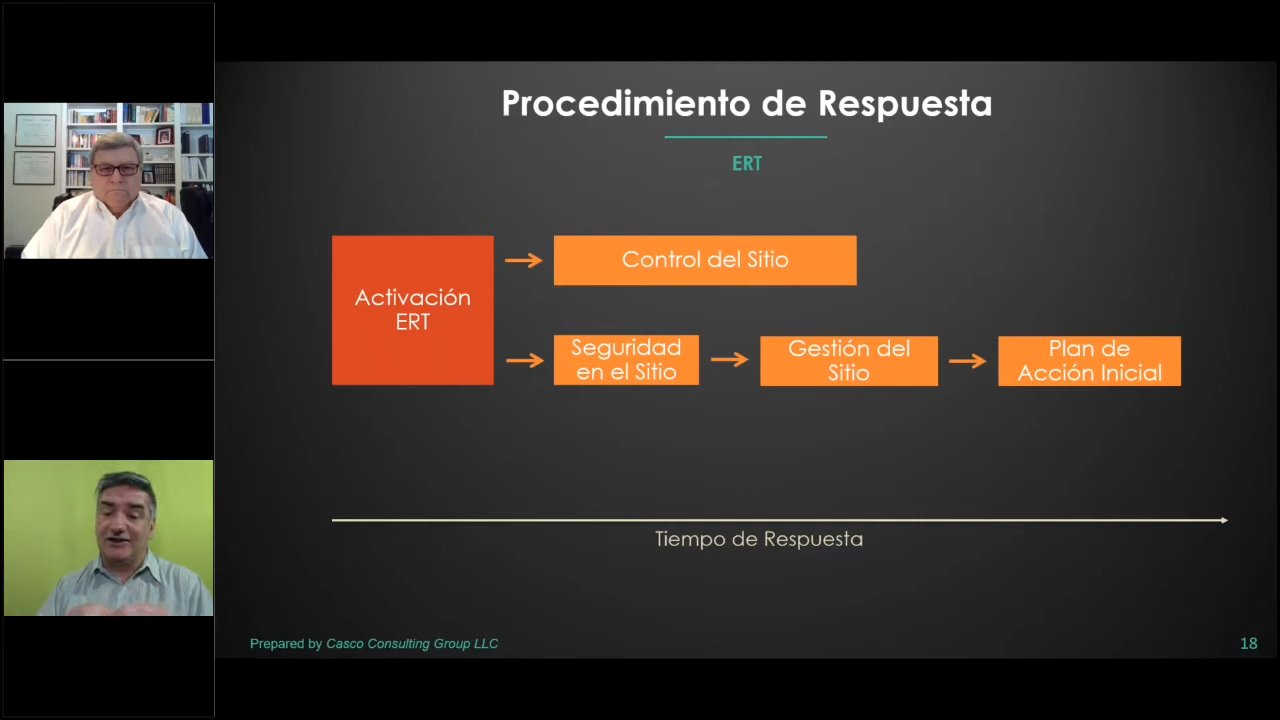 Procedimiento de Respuesta
ERT
Activación
ERT
Control del Sitio
Seguridad
en el Sitio
Gestión del
Sitio
Plan de
Acción Inicial
Tiempo de Respuesta
Prepared by Casco Consulting Group LLC
18